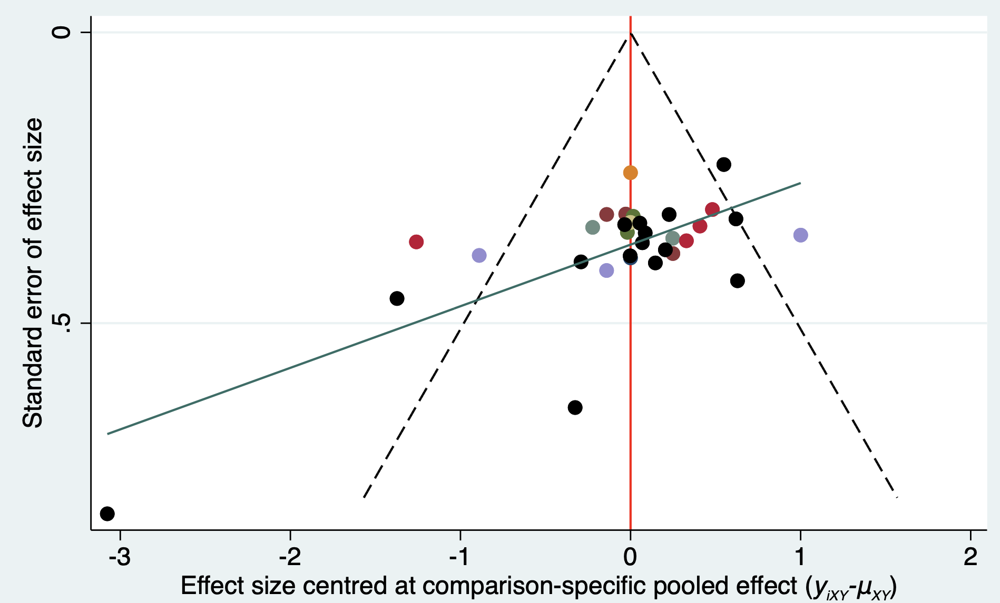 0
.5
Standard error of effect size
-3 -2 -1 0 1 2
Effect size centred at comparison-specific pooled effect (yiXY-μXY)